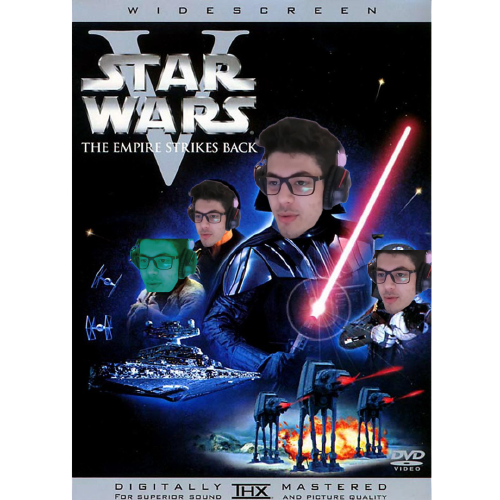 WIDESCREEN
V
STAR
WARS
THE EMPIRE STRIKES BACK
DVD
VIDEO
DIGITALLY THX MASTERED
FOR SUPERIOR SOUND AND PICTURE QUALITY